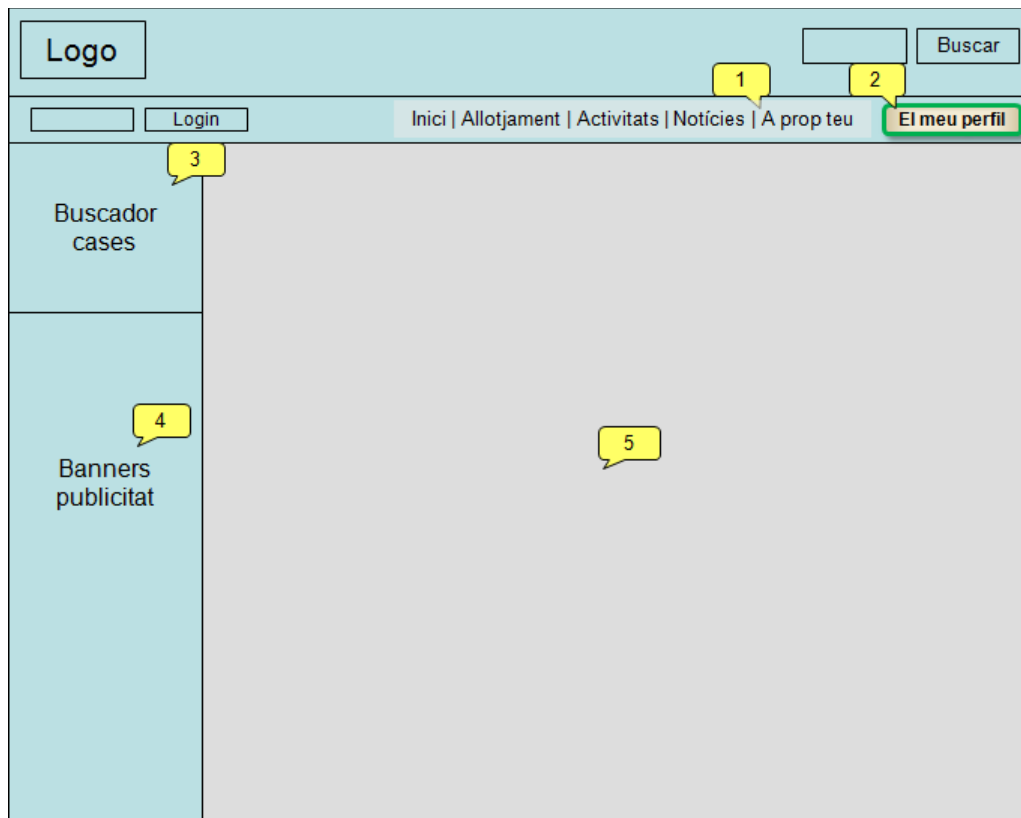 Logo
Buscar
1
2
Login
Inici | Allotjament | Activitats | Notícies | A prop teu
El meu perfil
3
Buscador
cases
4
Banners
publicitat
5